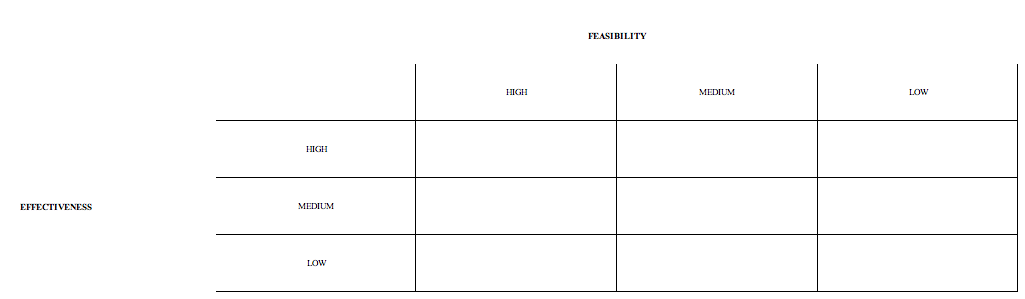 FEASIBILITY
HIGH MEDIUM LOW
HIGH
EFFECTIVENESS MEDIUM
LOW